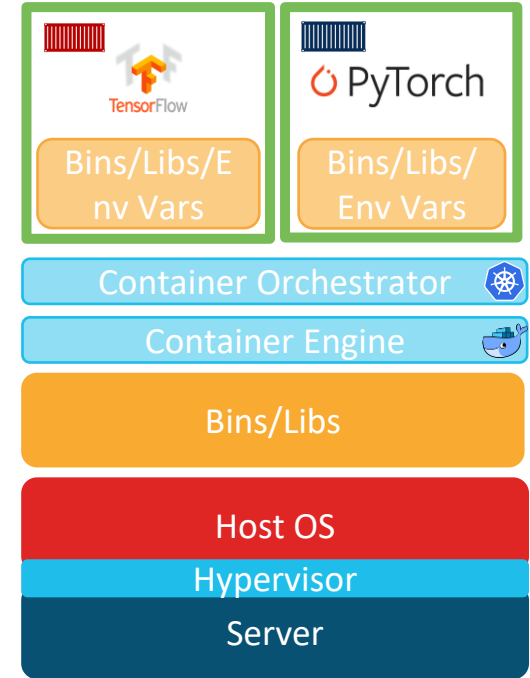 TensorFlow
PyTorch
Bins/Libs/E
nv Vars
Bins/Libs/
Env Vars
Container Orchestrator
Container Engine
Bins/Libs
Host OS
Hypervisor
Server